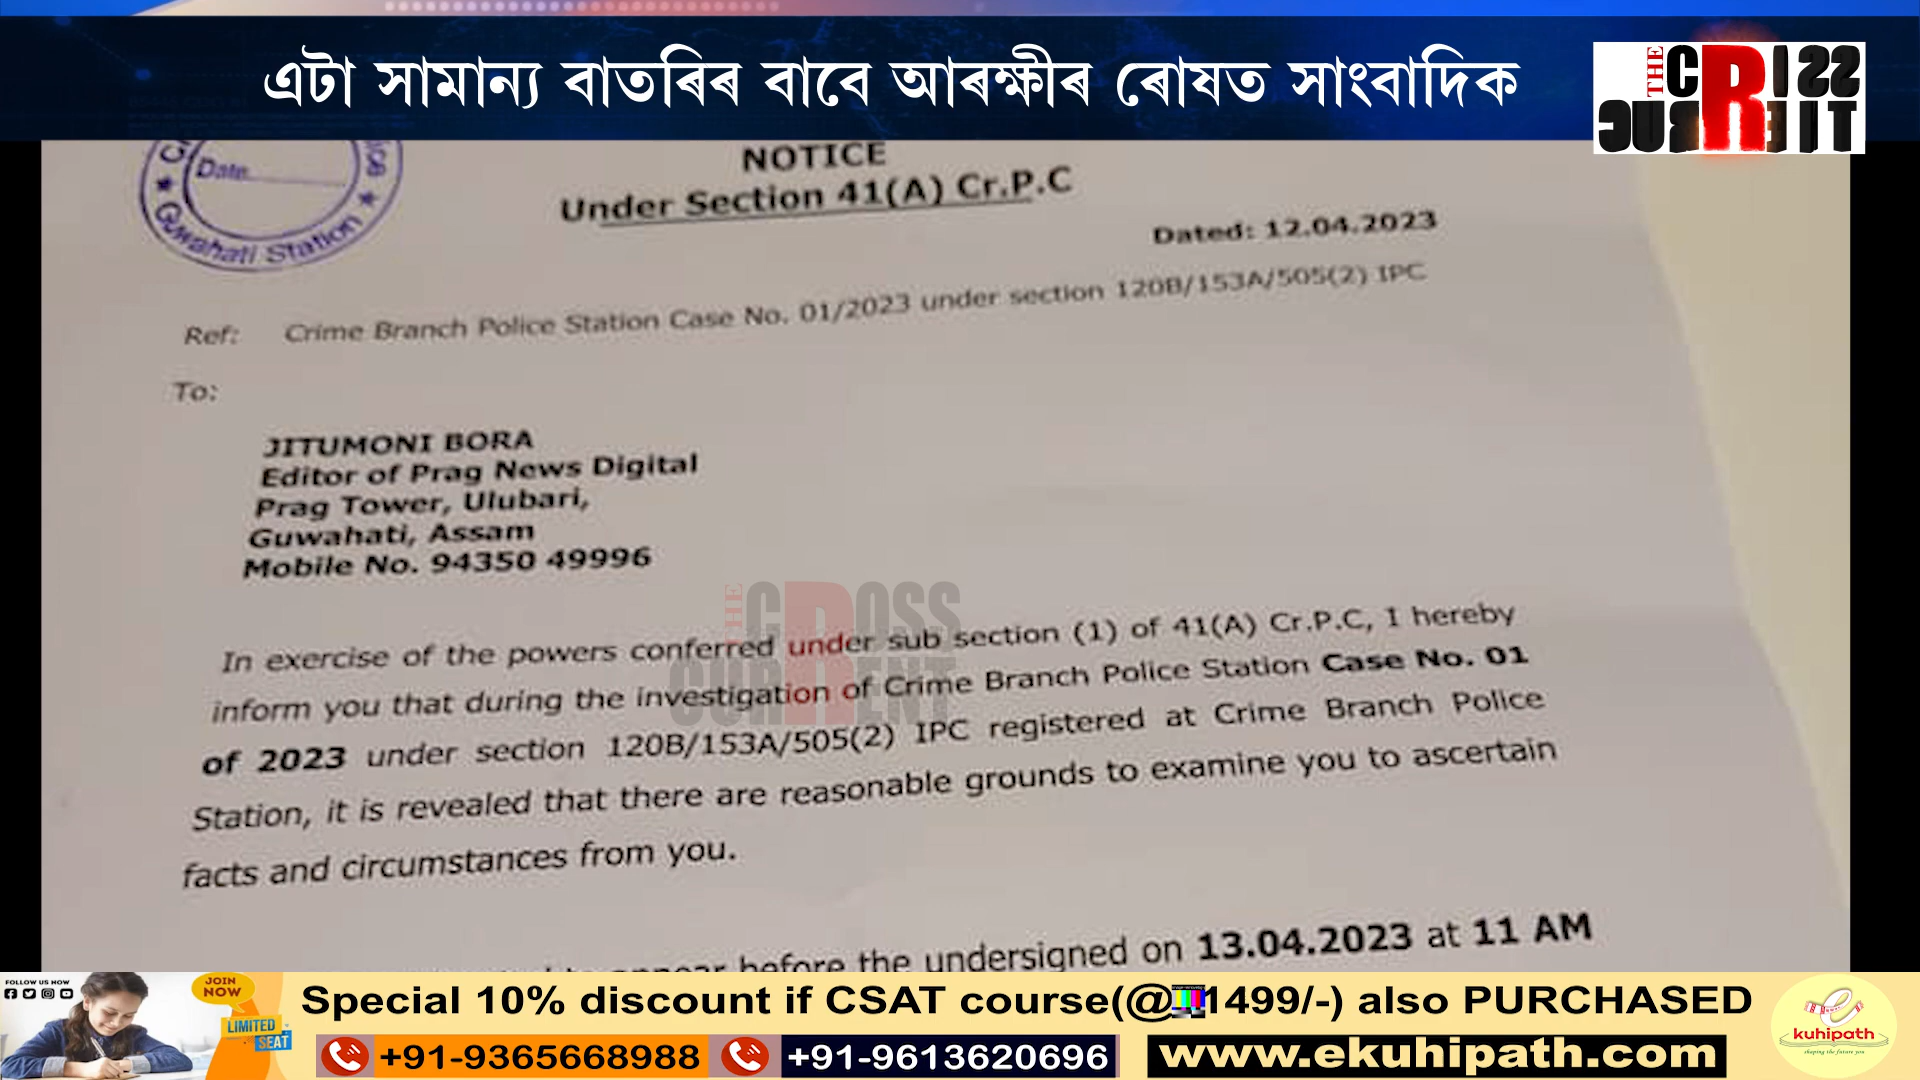 এটা সামান্য বাতৰিৰ বাবে আৰক্ষীৰ ৰোষত সাংবাদিক
THE CR
Date
Guwahati Station
NOTICE
Under Section 41(A) Cr.P.C
Dated: 12.04.2023
Ref: Crime Branch Police Station Case No. 01/2023 under section 120B/153A/505(2) IPC
To:
JITUMONI BORA
Editor of Prag News Digital
Prag Tower, Ulubari,
Guwahati, Assam
Mobile No. 94350 49996
THE CROSS
CURRENT
In exercise of the powers conferred under sub section (1) of 41(A) Cr.P.C, I hereby
inform you that during the investigation of Crime Branch Police Station Case No. 01
of 2023 under section 120B/153A/505(2) IPC registered at Crime Branch Police
Station, it is revealed that there are reasonable grounds to examine you to ascertain
facts and circumstances from you.
to appear before the undersigned on 13.04.2023 at 11 AM
FOLLOW US NOW
JOIN NOW
LIMITED SEAT
Special 10% discount if CSAT course(@ 1499/-) also PURCHASED
+91-9365668988 +91-9613620696 www.ekuhipath.com
kuhipath
shaping the future you